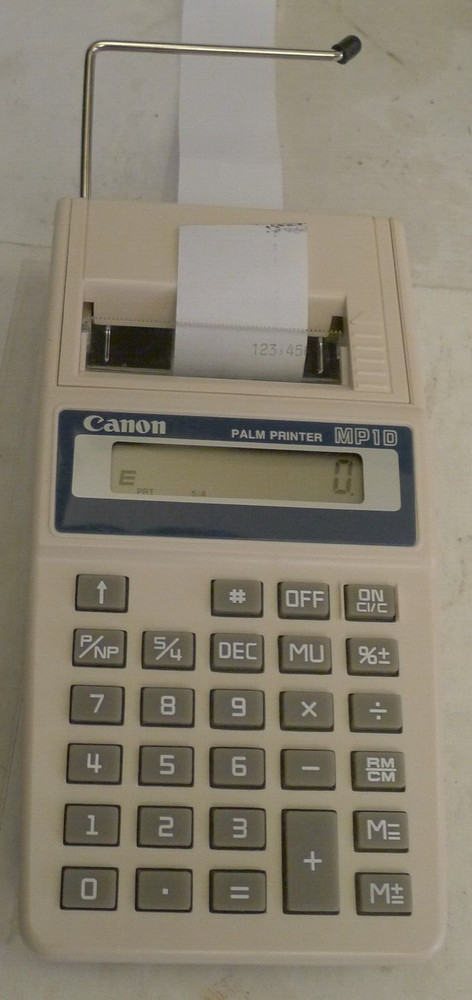 123,45
Canon PALM PRINTER MP1D
E 0.
PRT 5/4
↑ # OFF ON CI/C
P/NP 5/4 DEC MU %±
7 8 9 × ÷
4 5 6 − RM CM
1 2 3 M=
0 . = + M±=